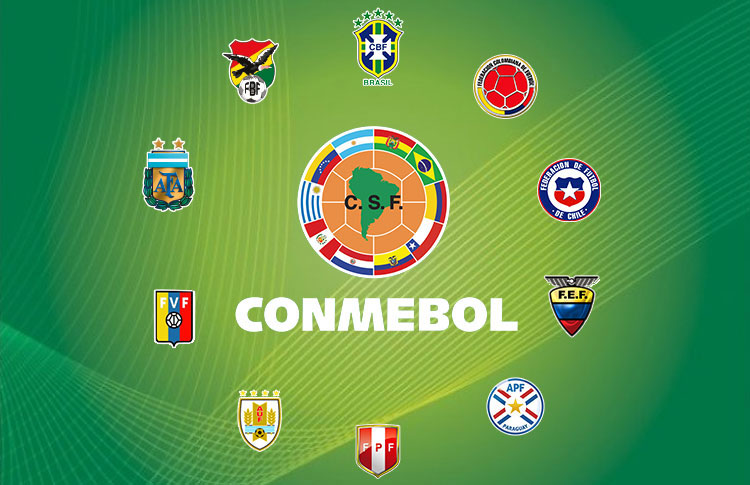 CBF
BRASIL
FBF
FEDERACION COLOMBIANA DE FUTBOL
AFA
C. S. F.
FEDERACION DE FUTBOL
- DE CHILE -
FVF
CONMEBOL
F.E.F.
AUF
APF
PARAGUAY
FPF